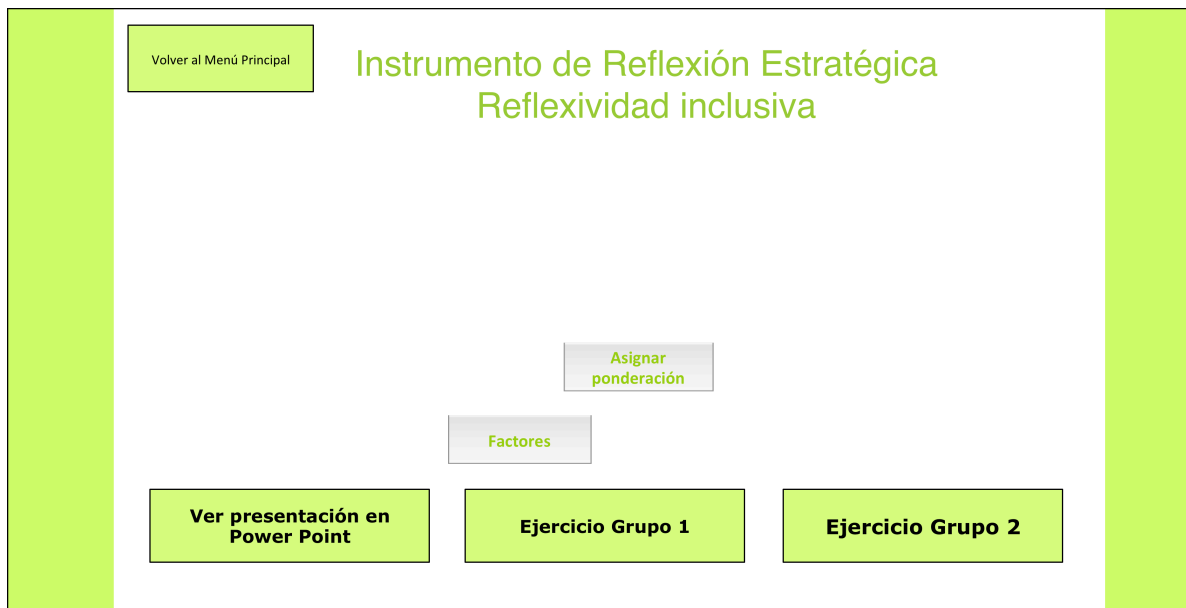 Volver al Menú Principal
Instrumento de Reflexión Estratégica
Reflexividad inclusiva
Asignar
ponderación
Factores
Ver presentación en
Power Point
Ejercicio Grupo 1
Ejercicio Grupo 2